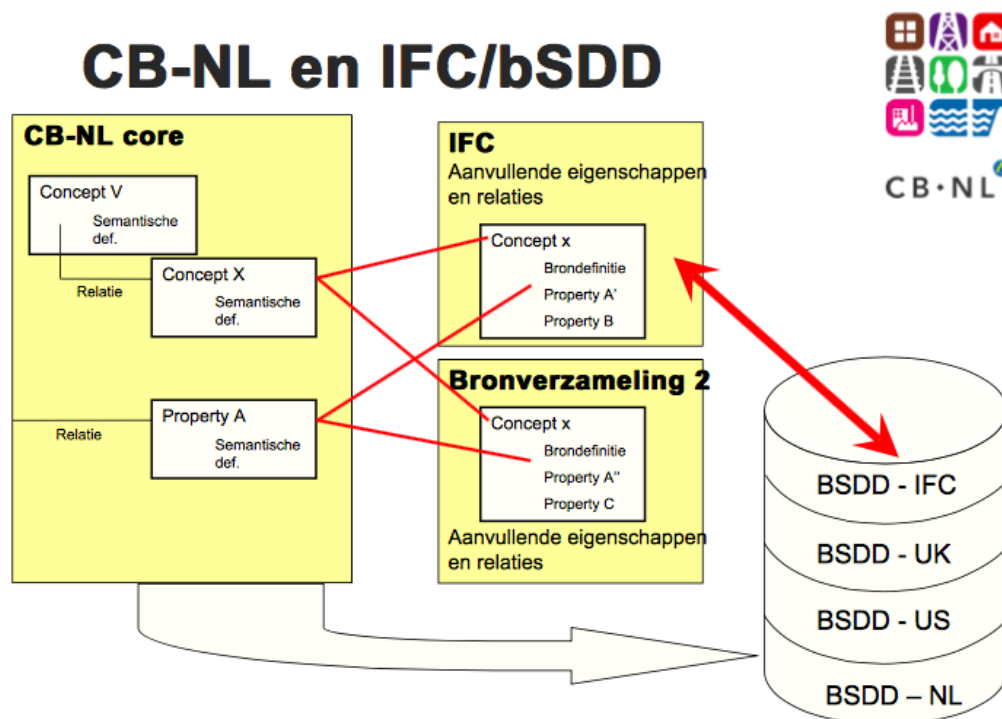 CB-NL en IFC/bSDD
CB·NL
CB-NL core
Concept V
Semantische
def.
Relatie
Concept X
Semantische
def.
Relatie
Property A
Semantische
def.
IFC
Aanvullende eigenschappen
en relaties
Concept x
Brondefinitie
Property A'
Property B
Bronverzameling 2
Concept x
Brondefinitie
Property A"
Property C
Aanvullende eigenschappen
en relaties
BSDD - IFC
BSDD - UK
BSDD - US
BSDD – NL